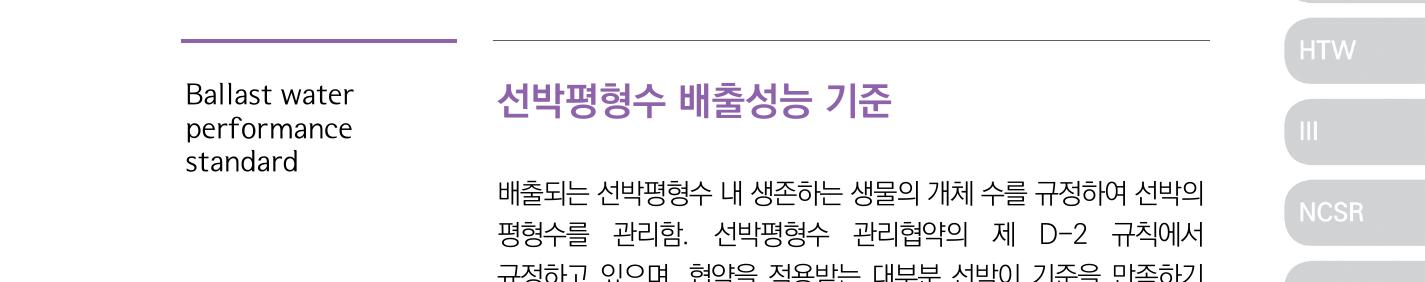 Ballast water
performance
standard
선박평형수 배출성능 기준
배출되는 선박평형수 내 생존하는 생물의 개체 수를 규정하여 선박의
평형수를 관리함. 선박평형수 관리협약의 제 D-2 규칙에서
규정하고 있으며, 협약을 적용받는 대부분 선박이 기준을 만족하기
HTW
III
NCSR